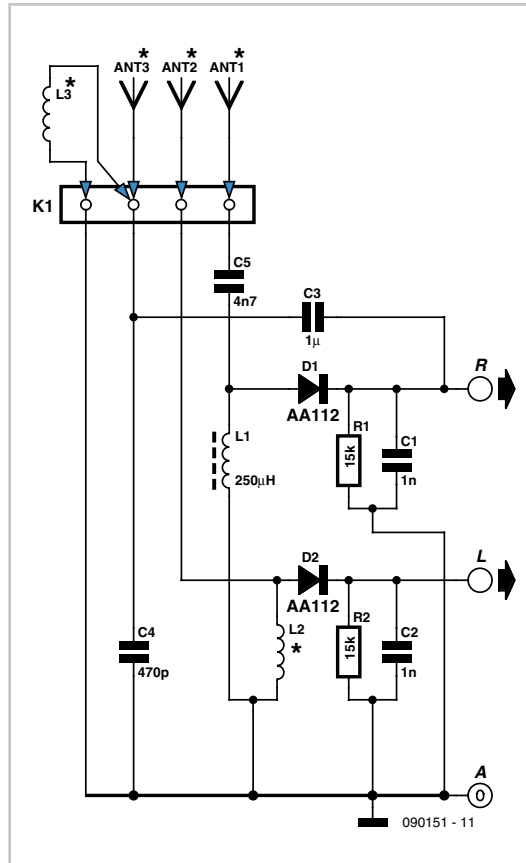 * * *
ANT3 ANT2 ANT1
*
L3
K1
C5
4n7
C3
1µ
R
D1
AA112
L1
250µH
R1
15k
C1
1n
L
D2
AA112
L2
*
R2
15k
C2
1n
C4
470p
A
0
090151 - 11